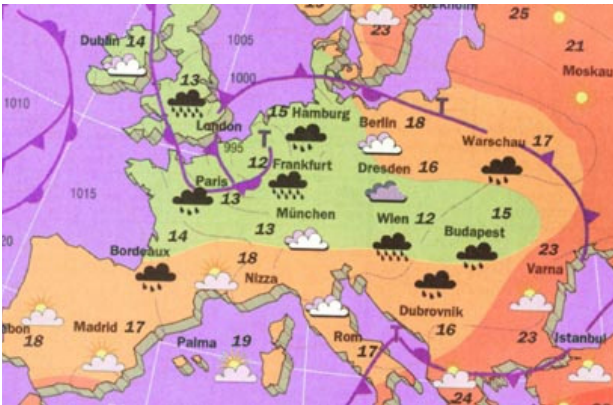 Stockholm
25
23
Dublin 14
1005
21
Moskau
1000
13
1010
15 Hamburg
Berlin 18
T
London
T
995
Warschau 17
12 Frankfurt
Dresden 16
Paris
13
1015
München
13
Wien 12
15
Budapest
14
20
Bordeaux
18
Nizza
23
Varna
Dubrovnik
16
Madrid 17
18
Palma 19
Rom
17
T
23
Istanbul
24